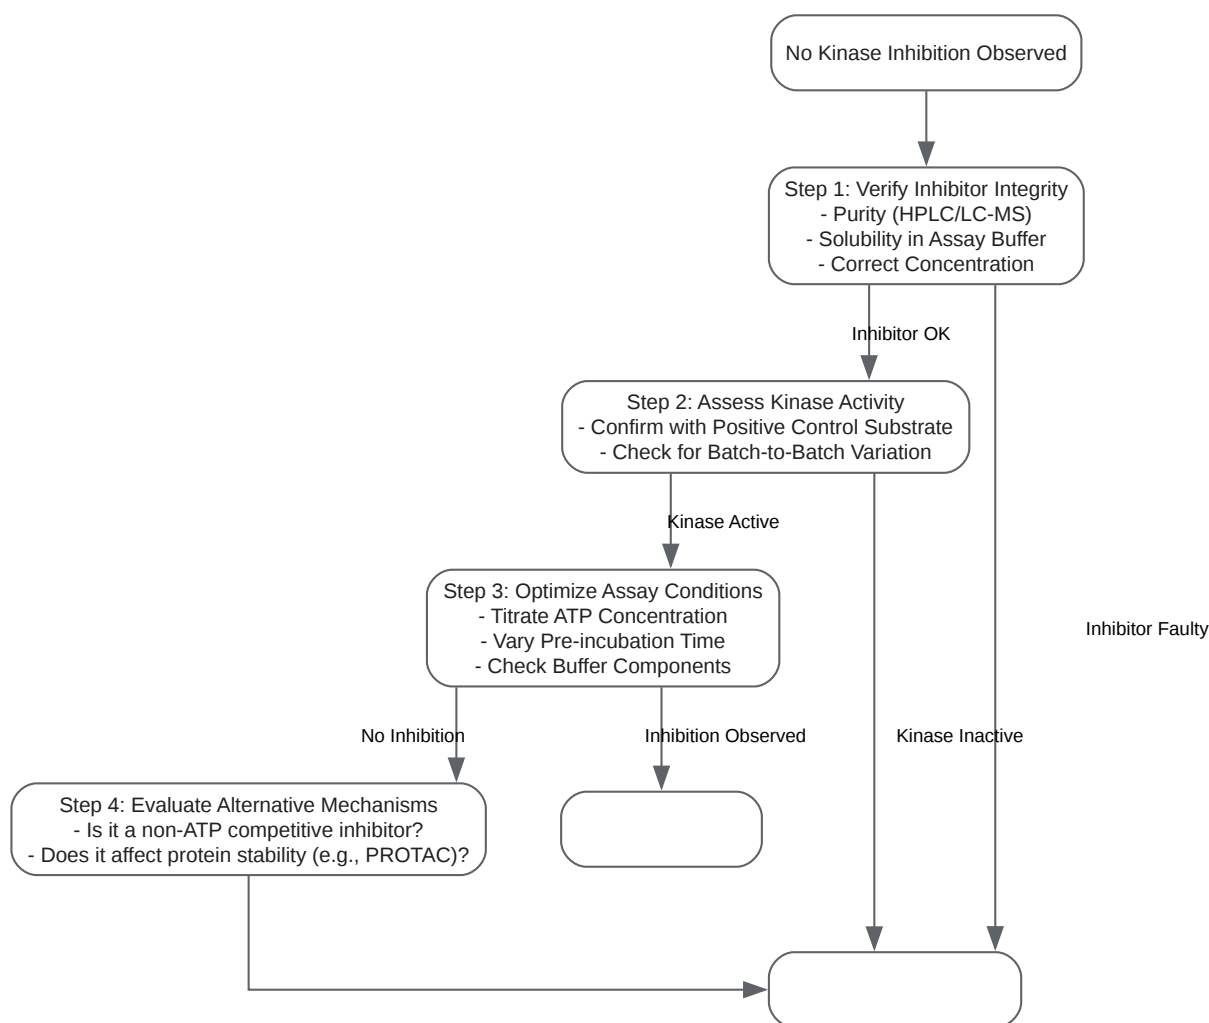 No Kinase Inhibition Observed
Step 1: Verify Inhibitor Integrity
- Purity (HPLC/LC-MS)
- Solubility in Assay Buffer
- Correct Concentration
Inhibitor OK
Step 2: Assess Kinase Activity
- Confirm with Positive Control Substrate
- Check for Batch-to-Batch Variation
Kinase Active
Step 3: Optimize Assay Conditions
- Titrate ATP Concentration
- Vary Pre-incubation Time
- Check Buffer Components
Inhibitor Faulty
No Inhibition
Inhibition Observed
Kinase Inactive
Step 4: Evaluate Alternative Mechanisms
- Is it a non-ATP competitive inhibitor?
- Does it affect protein stability (e.g., PROTAC)?